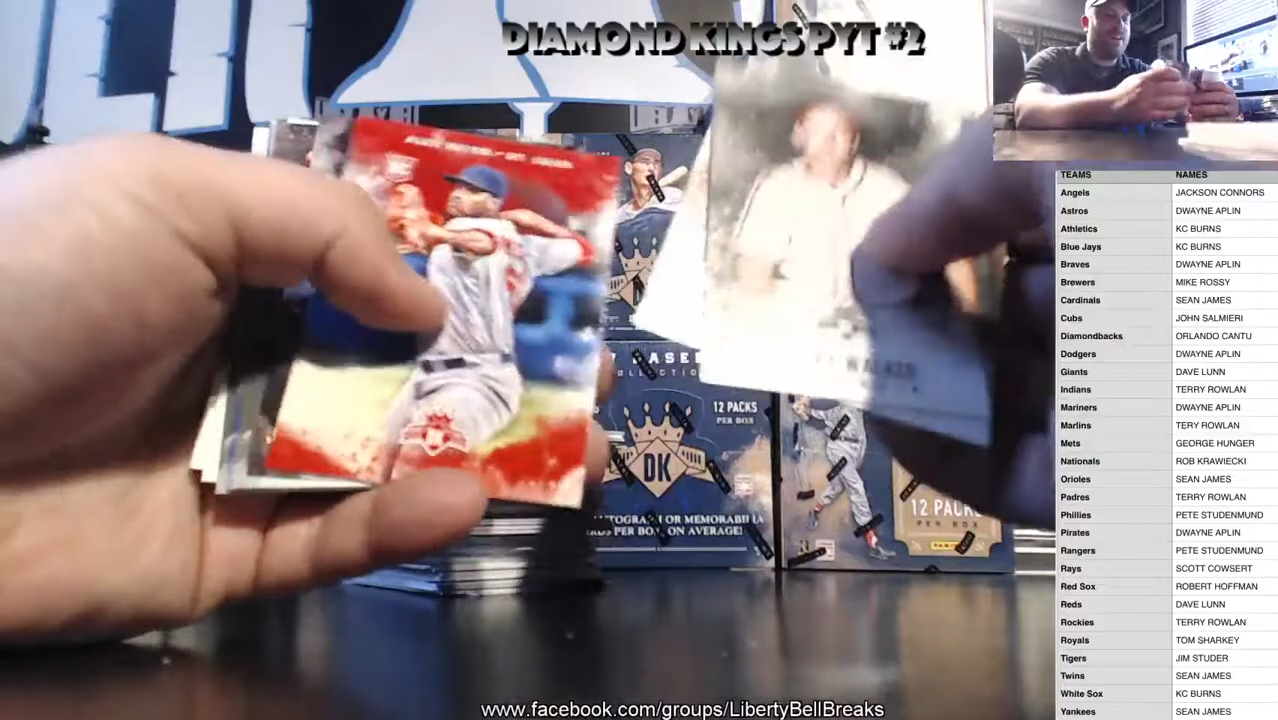 DIAMOND KINGS PYT #2
TEAMS NAMES
Angels JACKSON CONNORS
Astros DWAYNE APLIN
Athletics KC BURNS
Blue Jays KC BURNS
Braves DWAYNE APLIN
Brewers MIKE ROSSY
Cardinals SEAN JAMES
Cubs JOHN SALMIERI
Diamondbacks ORLANDO CANTU
Dodgers DWAYNE APLIN
Giants DAVE LUNN
Indians TERRY ROWLAN
Mariners DWAYNE APLIN
Marlins TERY ROWLAN
Mets GEORGE HUNGER
Nationals ROB KRAWIECKI
Orioles SEAN JAMES
Padres TERRY ROWLAN
Phillies PETE STUDENMUND
Pirates DWAYNE APLIN
Rangers PETE STUDENMUND
Rays SCOTT COWSERT
Red Sox ROBERT HOFFMAN
Reds DAVE LUNN
Rockies TERRY ROWLAN
Royals TOM SHARKEY
Tigers JIM STUDER
Twins SEAN JAMES
White Sox KC BURNS
Yankees SEAN JAMES
12 PACKS
PER BOX
DK
PER BOX, ON AVERAGE!
12 PACKS
PER BOX
PANINI
www.facebook.com/groups/LibertyBellBreaks